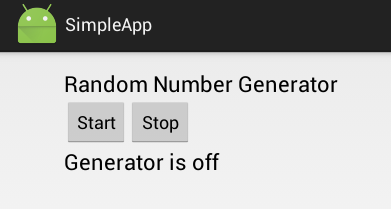 SimpleApp
Random Number Generator
Start Stop
Generator is off